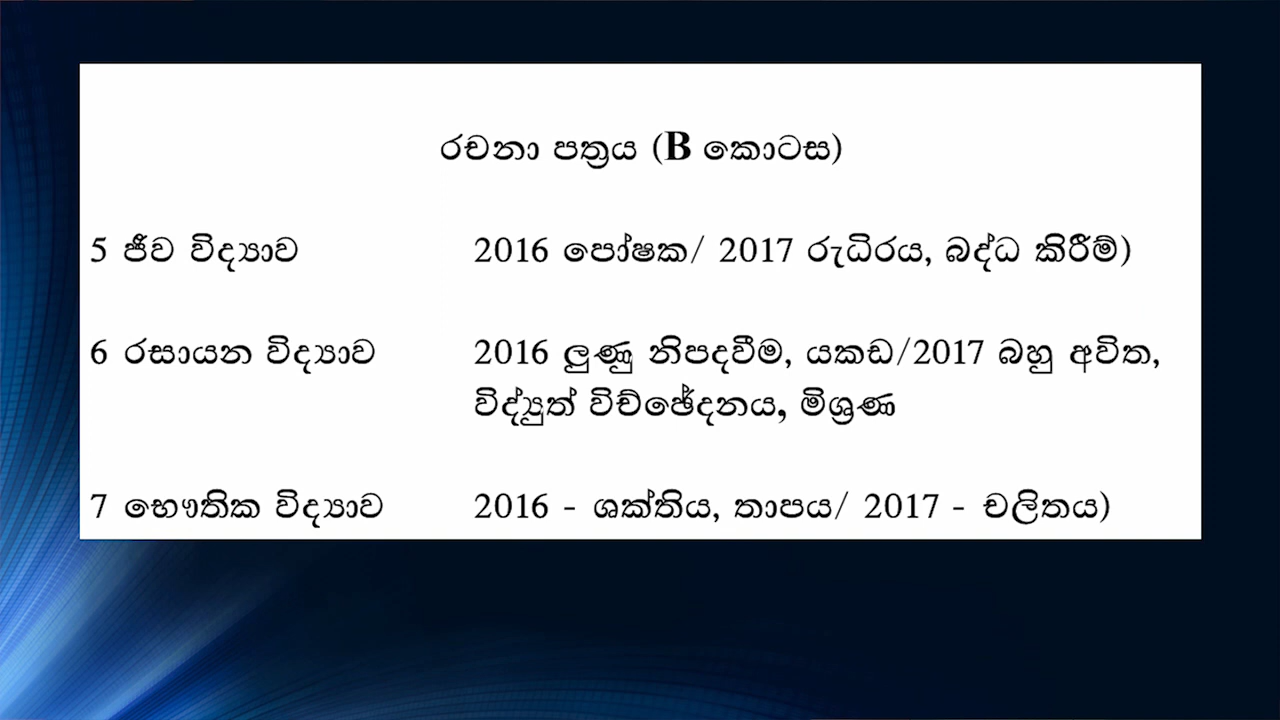 රචනා පත්‍රය (B කොටස)
5 ජීව විද්‍යාව 2016 පෝෂක/ 2017 රුධිරය, බද්ධ කිරීම්)
6 රසායන විද්‍යාව 2016 ලුණු නිපදවීම, යකඩ/2017 බහු අවිත,
විද්‍යුත් විච්ඡේදනය, මිශ්‍රණ
7 භෞතික විද්‍යාව 2016 - ශක්තිය, තාපය/ 2017 - චලිතය)